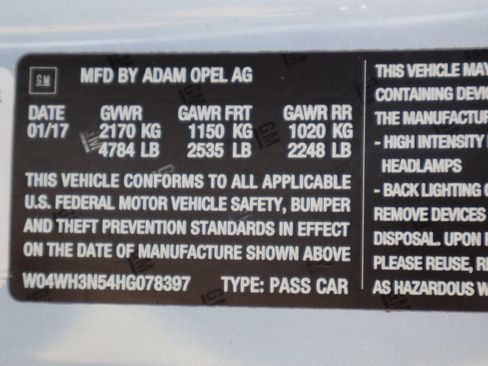 GM MFD BY ADAM OPEL AG
DATE GVWR GAWR FRT GAWR RR
01/17 2170 KG 1150 KG 1020 KG
4784 LB 2535 LB 2248 LB
THIS VEHICLE CONFORMS TO ALL APPLICABLE
U.S. FEDERAL MOTOR VEHICLE SAFETY, BUMPER
AND THEFT PREVENTION STANDARDS IN EFFECT
ON THE DATE OF MANUFACTURE SHOWN ABOVE
W04WH3N54HG078397 TYPE: PASS CAR
THIS VEHICLE MAY
CONTAINING
THE
- HIGH INTENSITY
HEADLAMPS
- BACK LIGHTING
REMOVE DEVICES
DISPOSAL. UPON
PLEASE REUSE,
AS HAZARDOUS